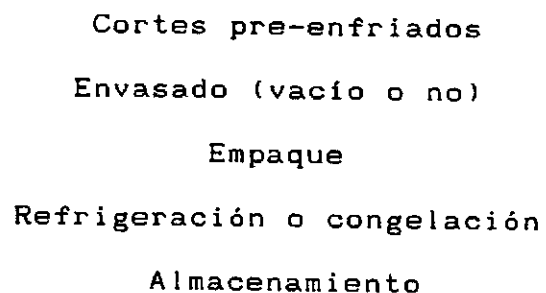 Cortes pre-enfriados
Envasado (vacío o no)
Empaque
Refrigeración o congelación
Almacenamiento